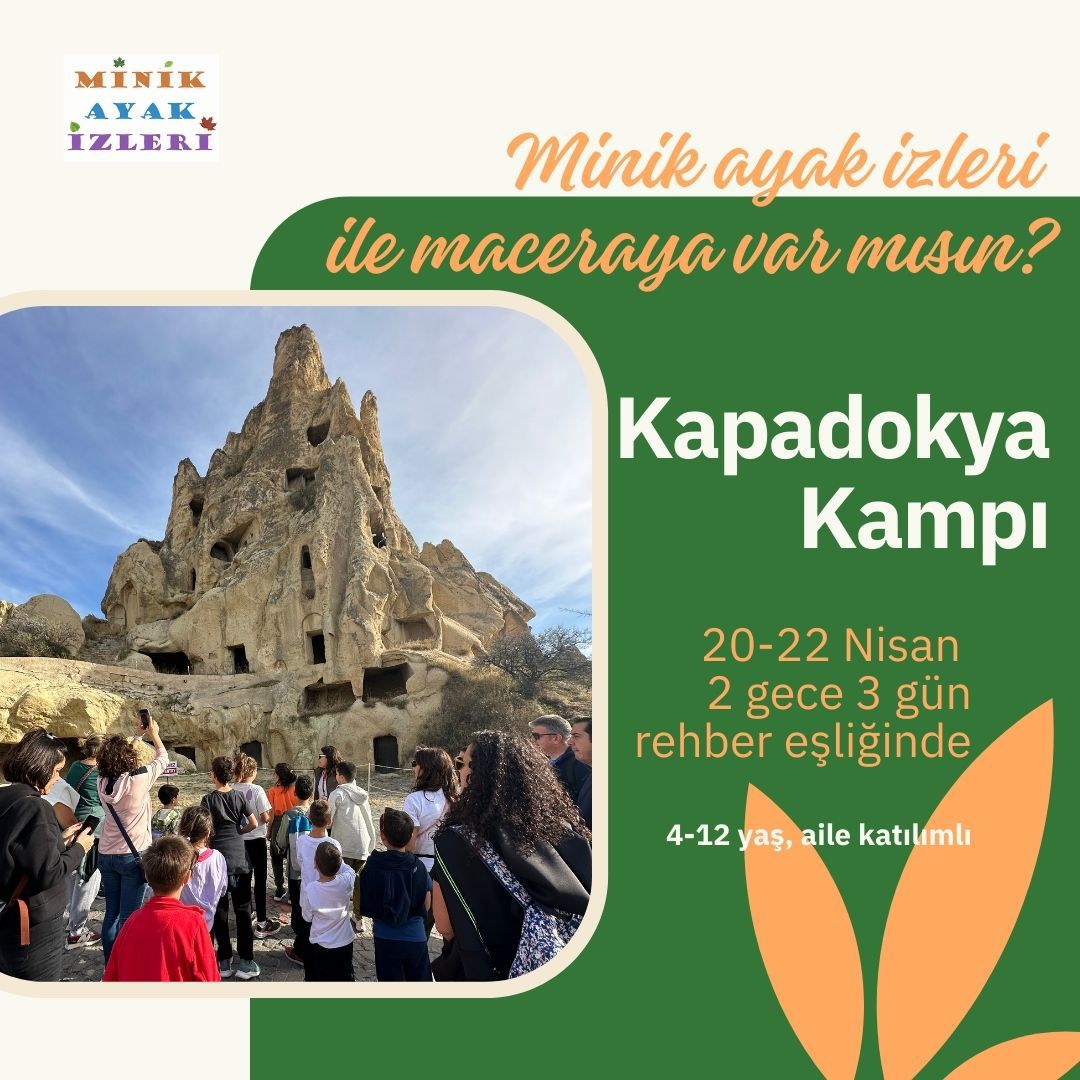 MİNİK
AYAK
İZLERİ
Minik ayak izleri
ile maceraya var mısın?
Kapadokya
Kampı
20-22 Nisan
2 gece 3 gün
rehber eşliğinde
4-12 yaş, aile katılımlı